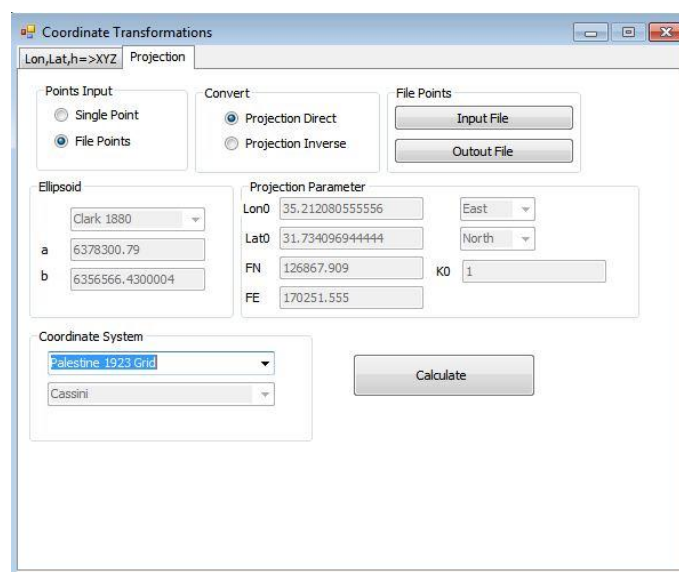 Coordinate Transformations
Lon,Lat,h=>XYZ Projection
Points Input
Single Point
File Points
Convert
Projection Direct
Projection Inverse
File Points
Input File
Outout File
Ellipsoid
Clark 1880
a 6378300.79
b 6356566.4300004
Projection Parameter
Lon0 35.212080555556 East
Lat0 31.734096944444 North
FN 126867.909 K0 1
FE 170251.555
Coordinate System
Palestine 1923 Grid
Cassini
Calculate